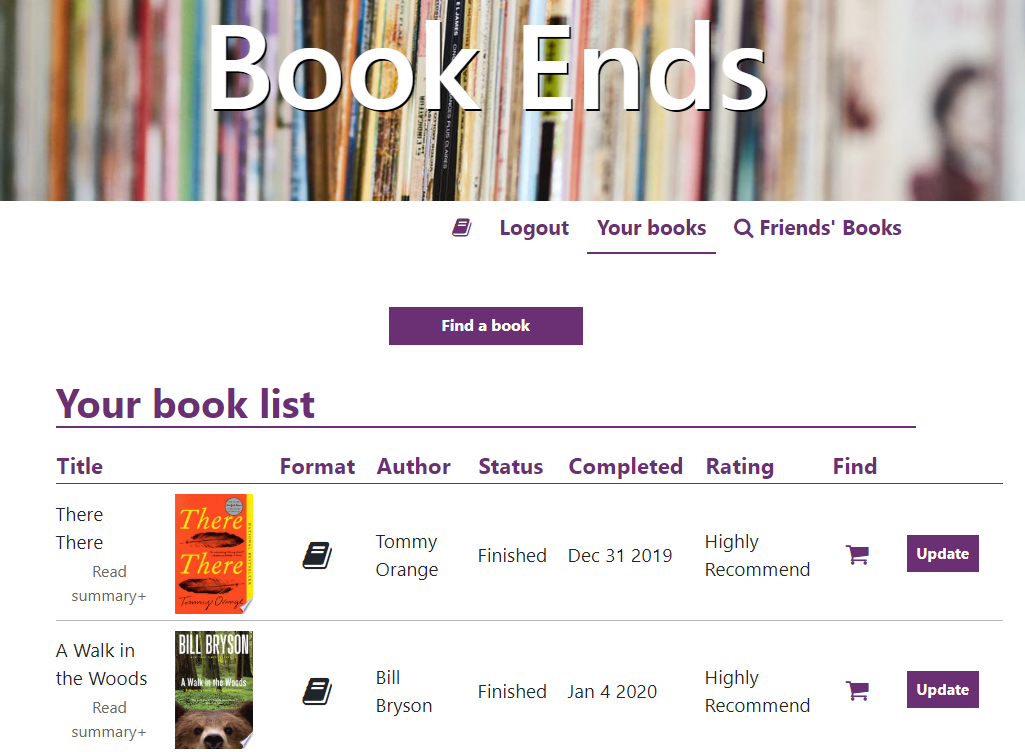 Book Ends
Logout Your books Friends' Books
Find a book
Your book list
Title Format Author Status Completed Rating Find
There
There
Read
summary+
There
There
Tommy Orange
Tommy
Orange
Finished
Dec 31 2019
Highly
Recommend
Update
A Walk in
the Woods
Read
summary+
BILL BRYSON
A Walk in the Woods
Bill
Bryson
Finished
Jan 4 2020
Highly
Recommend
Update